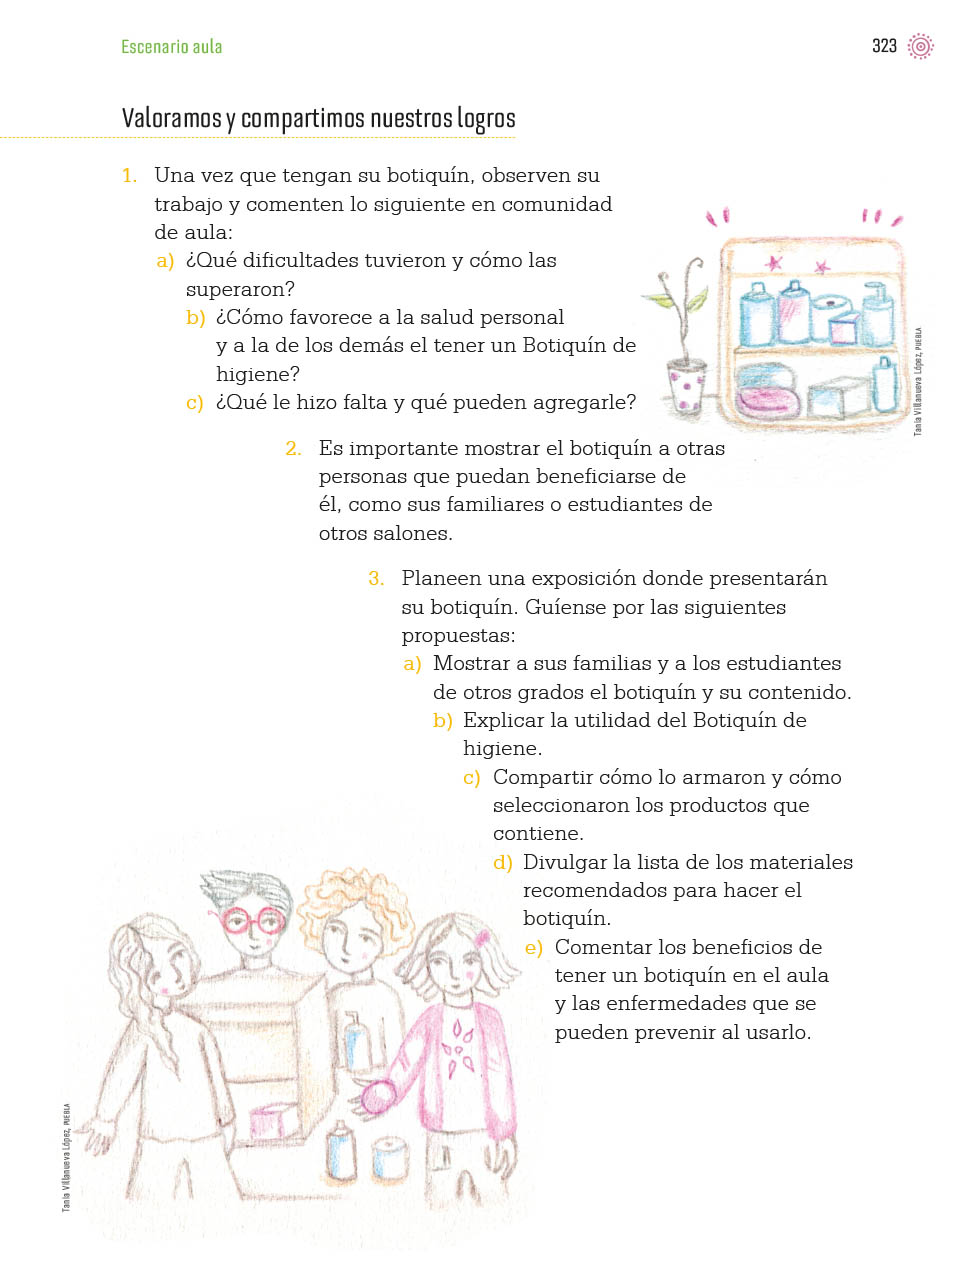 Escenario aula
323
Valoramos y compartimos nuestros logros
1. Una vez que tengan su botiquín, observen su
trabajo y comenten lo siguiente en comunidad
de aula:
a) ¿Qué dificultades tuvieron y cómo las
superaron?
b) ¿Cómo favorece a la salud personal
y a la de los demás el tener un Botiquín de
higiene?
c) ¿Qué le hizo falta y qué pueden agregarle?
Tania Villanueva López, PUEBLA
2. Es importante mostrar el botiquín a otras
personas que puedan beneficiarse de
él, como sus familiares o estudiantes de
otros salones.
3. Planeen una exposición donde presentarán
su botiquín. Guíense por las siguientes
propuestas:
a) Mostrar a sus familias y a los estudiantes
de otros grados el botiquín y su contenido.
b) Explicar la utilidad del Botiquín de
higiene.
c) Compartir cómo lo armaron y cómo
seleccionaron los productos que
contiene.
d) Divulgar la lista de los materiales
recomendados para hacer el
botiquín.
e) Comentar los beneficios de
tener un botiquín en el aula
y las enfermedades que se
pueden prevenir al usarlo.
Tania Villanueva López, PUEBLA